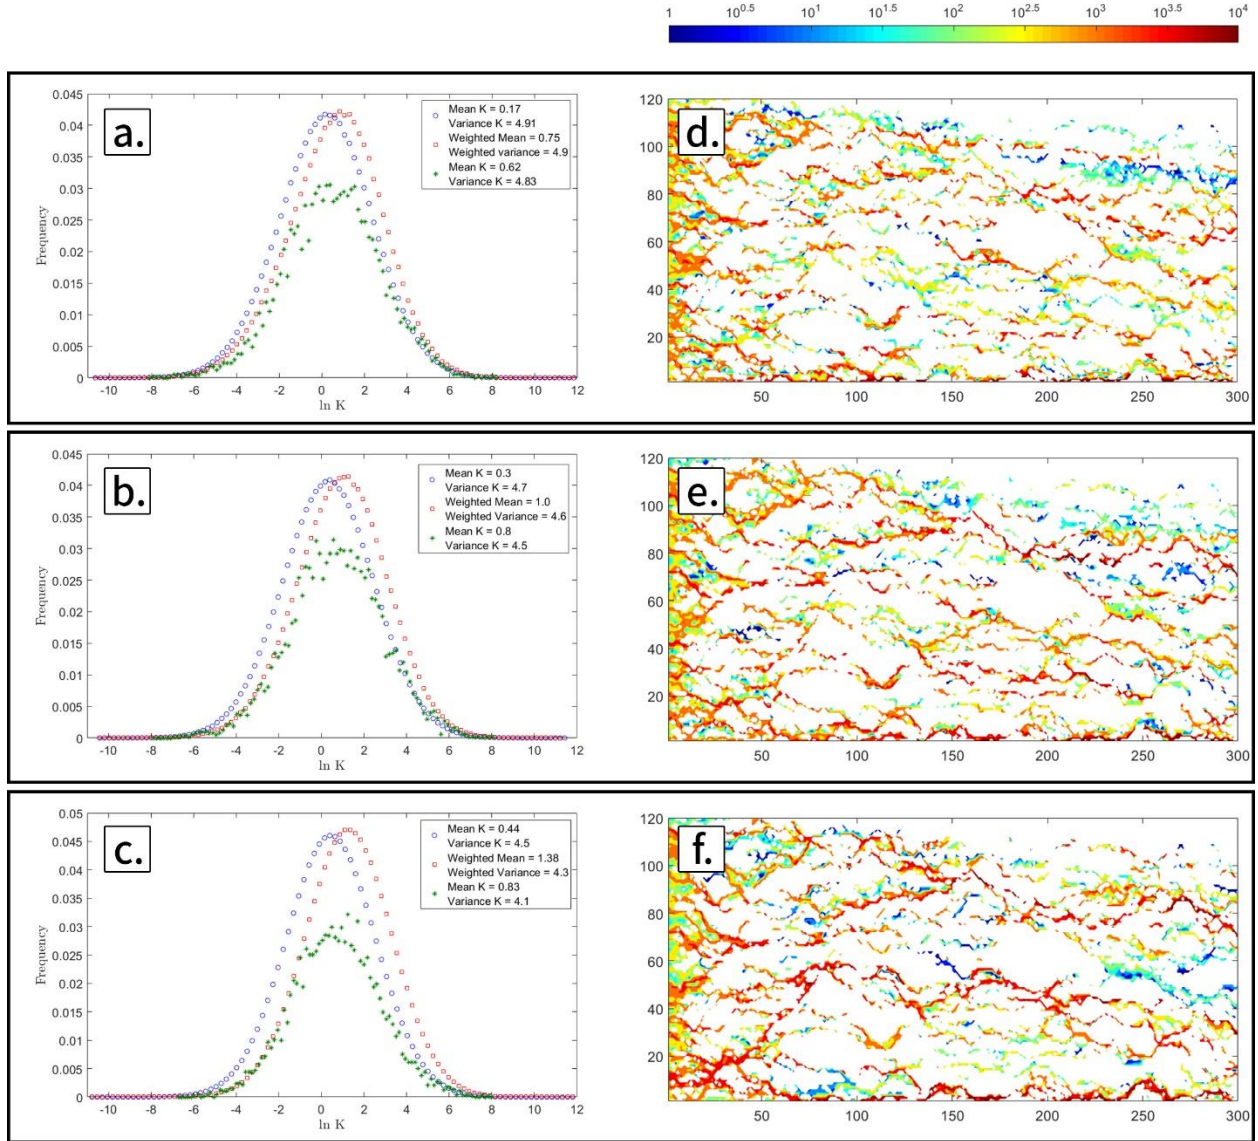 1 10^0.5 10^1 10^1.5 10^2 10^2.5 10^3 10^3.5 10^4
a.
0.045
0.04
0.035
0.03
0.025
0.02
0.015
0.01
0.005
0
Frequency
-10 -8 -6 -4 -2 0 2 4 6 8 10 12
ln K
Mean K = 0.17
Variance K = 4.91
Weighted Mean = 0.75
Weighted variance = 4.9
Mean K = 0.62
Variance K = 4.83
d.
120
100
80
60
40
20
50 100 150 200 250 300
b.
0.045
0.04
0.035
0.03
0.025
0.02
0.015
0.01
0.005
0
Frequency
-10 -8 -6 -4 -2 0 2 4 6 8 10 12
ln K
Mean K = 0.3
Variance K = 4.7
Weighted Mean = 1.0
Weighted Variance = 4.6
Mean K = 0.8
Variance K = 4.5
e.
120
100
80
60
40
20
50 100 150 200 250 300
c.
0.05
0.045
0.04
0.035
0.03
0.025
0.02
0.015
0.01
0.005
0
Frequency
-10 -8 -6 -4 -2 0 2 4 6 8 10 12
ln K
Mean K = 0.44
Variance K = 4.5
Weighted Mean = 1.38
Weighted Variance = 4.3
Mean K = 0.83
Variance K = 4.1
f.
120
100
80
60
40
20
50 100 150 200 250 300